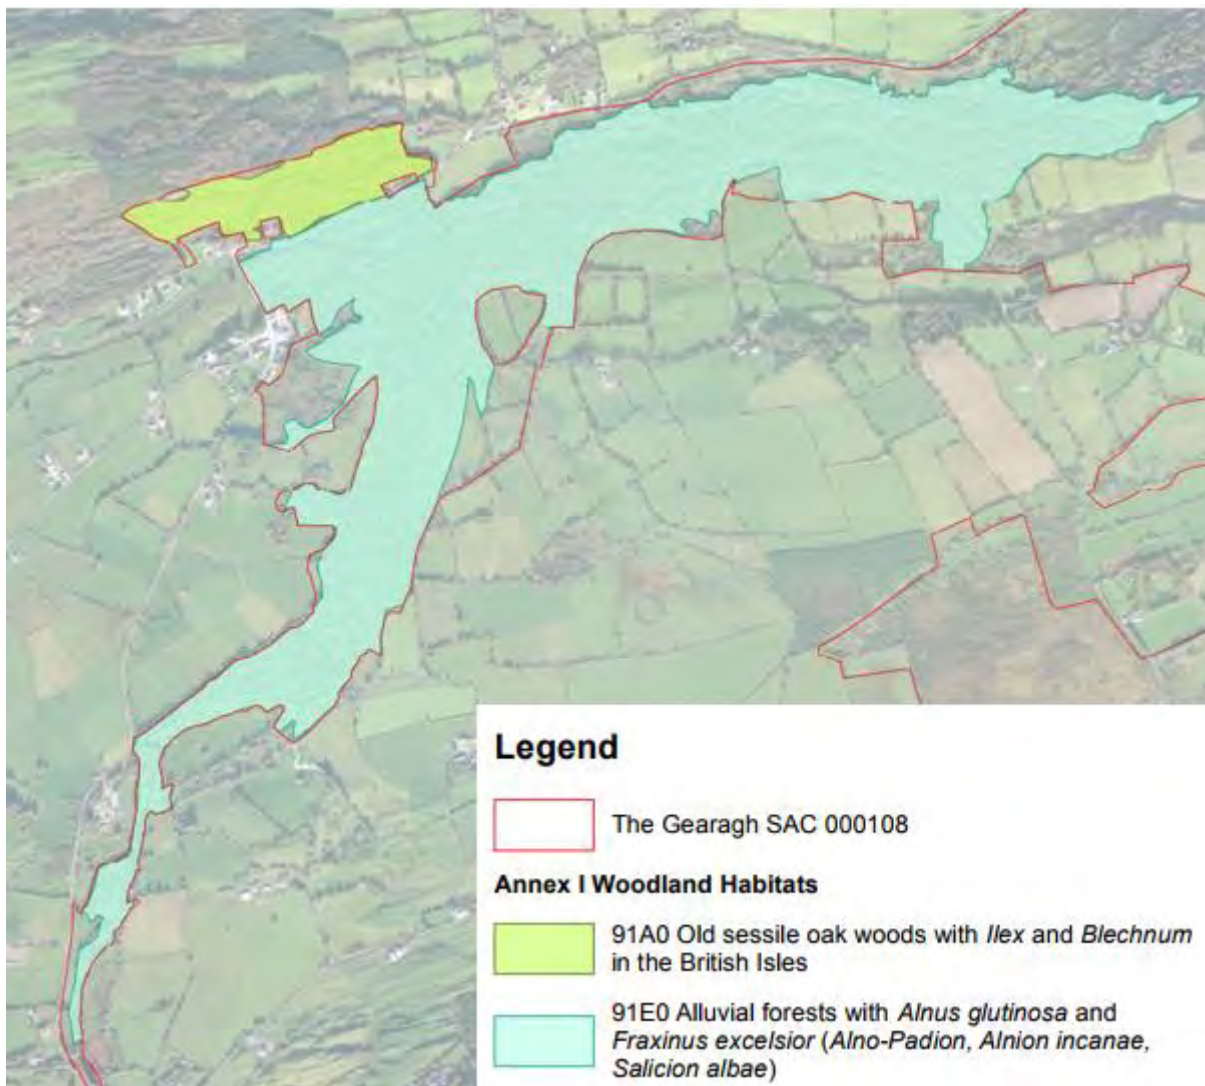 Legend
The Gearagh SAC 000108
Annex I Woodland Habitats
91A0 Old sessile oak woods with Ilex and Blechnum
in the British Isles
91E0 Alluvial forests with Alnus glutinosa and
Fraxinus excelsior (Alno-Padion, Alnion incanae,
Salicion albae)